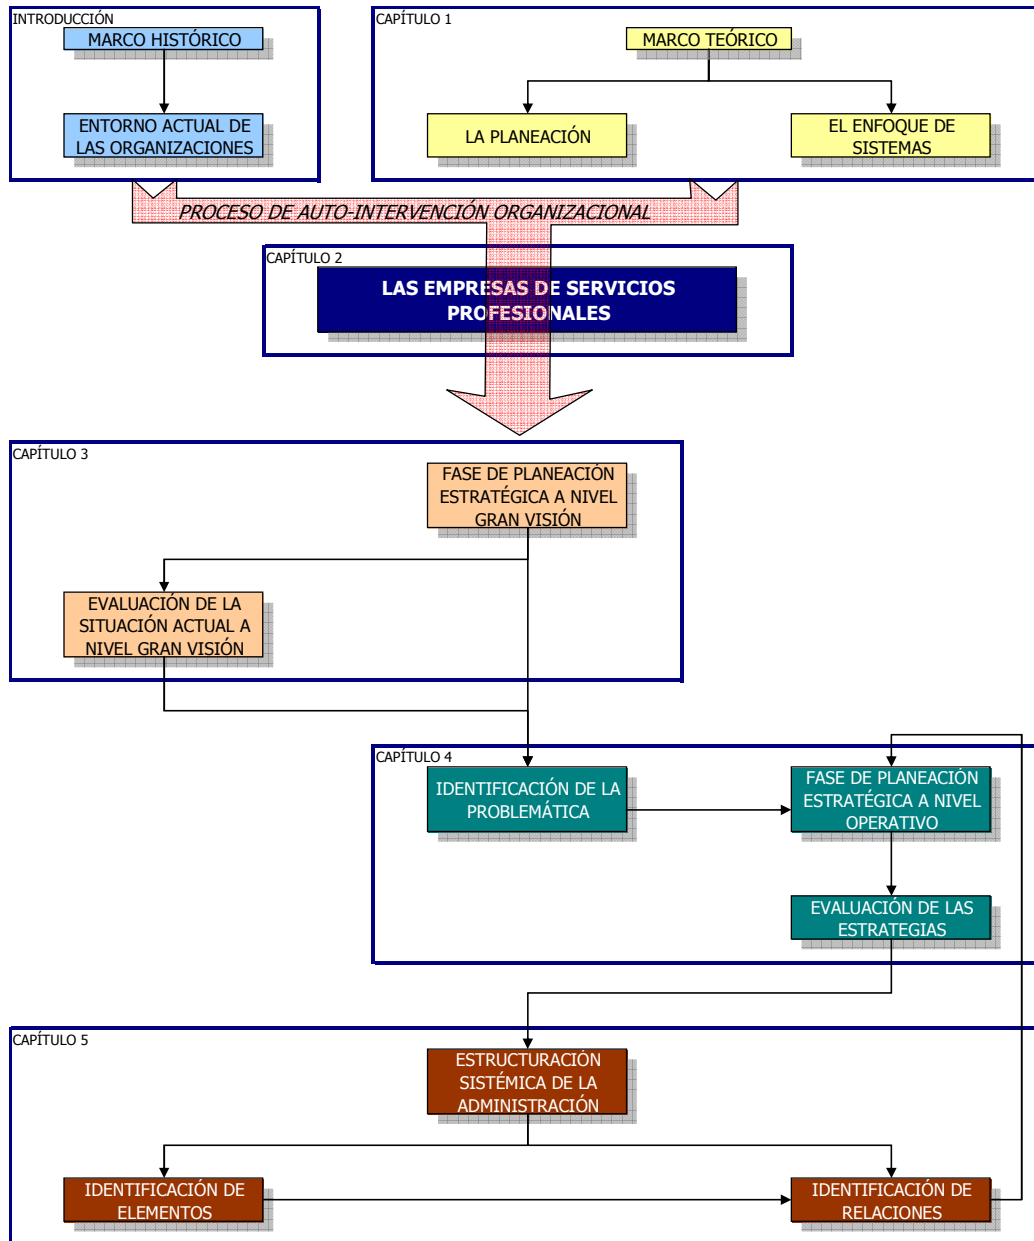 INTRODUCCIÓN
MARCO HISTÓRICO
ENTORNO ACTUAL DE
LAS ORGANIZACIONES
CAPÍTULO 1
MARCO TEÓRICO
LA PLANEACIÓN
EL ENFOQUE DE
SISTEMAS
PROCESO DE AUTO-INTERVENCIÓN ORGANIZACIONAL
CAPÍTULO 2
LAS EMPRESAS DE SERVICIOS
PROFESIONALES
CAPÍTULO 3
FASE DE PLANEACIÓN
ESTRATÉGICA A NIVEL
GRAN VISIÓN
EVALUACIÓN DE LA
SITUACIÓN ACTUAL A
NIVEL GRAN VISIÓN
CAPÍTULO 4
IDENTIFICACIÓN DE LA
PROBLEMÁTICA
FASE DE PLANEACIÓN
ESTRATÉGICA A NIVEL
OPERATIVO
EVALUACIÓN DE LAS
ESTRATEGIAS
CAPÍTULO 5
ESTRUCTURACIÓN
SISTÉMICA DE LA
ADMINISTRACIÓN
IDENTIFICACIÓN DE
ELEMENTOS
IDENTIFICACIÓN DE
RELACIONES